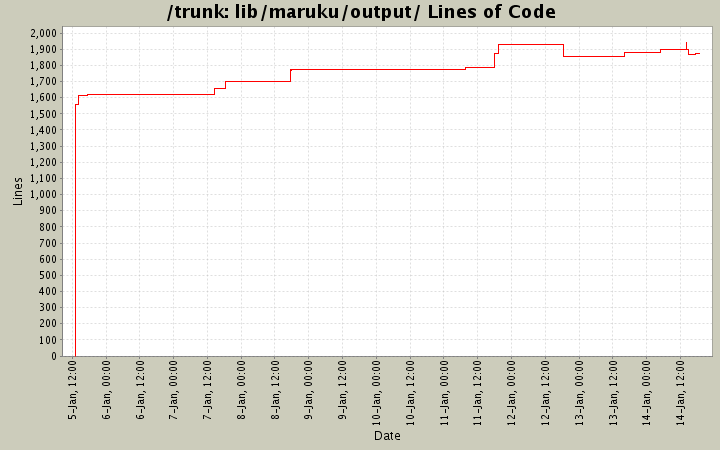 /trunk: lib/maruku/output/ Lines of Code
2,000
1,900
1,800
1,700
1,600
1,500
1,400
1,300
1,200
1,100
1,000
900
800
700
600
500
400
300
200
100
0
Lines
5-Jan, 12:00
6-Jan, 00:00
6-Jan, 12:00
7-Jan, 00:00
7-Jan, 12:00
8-Jan, 00:00
8-Jan, 12:00
9-Jan, 00:00
9-Jan, 12:00
10-Jan, 00:00
10-Jan, 12:00
11-Jan, 00:00
11-Jan, 12:00
12-Jan, 00:00
12-Jan, 12:00
13-Jan, 00:00
13-Jan, 12:00
14-Jan, 00:00
14-Jan, 12:00
Date